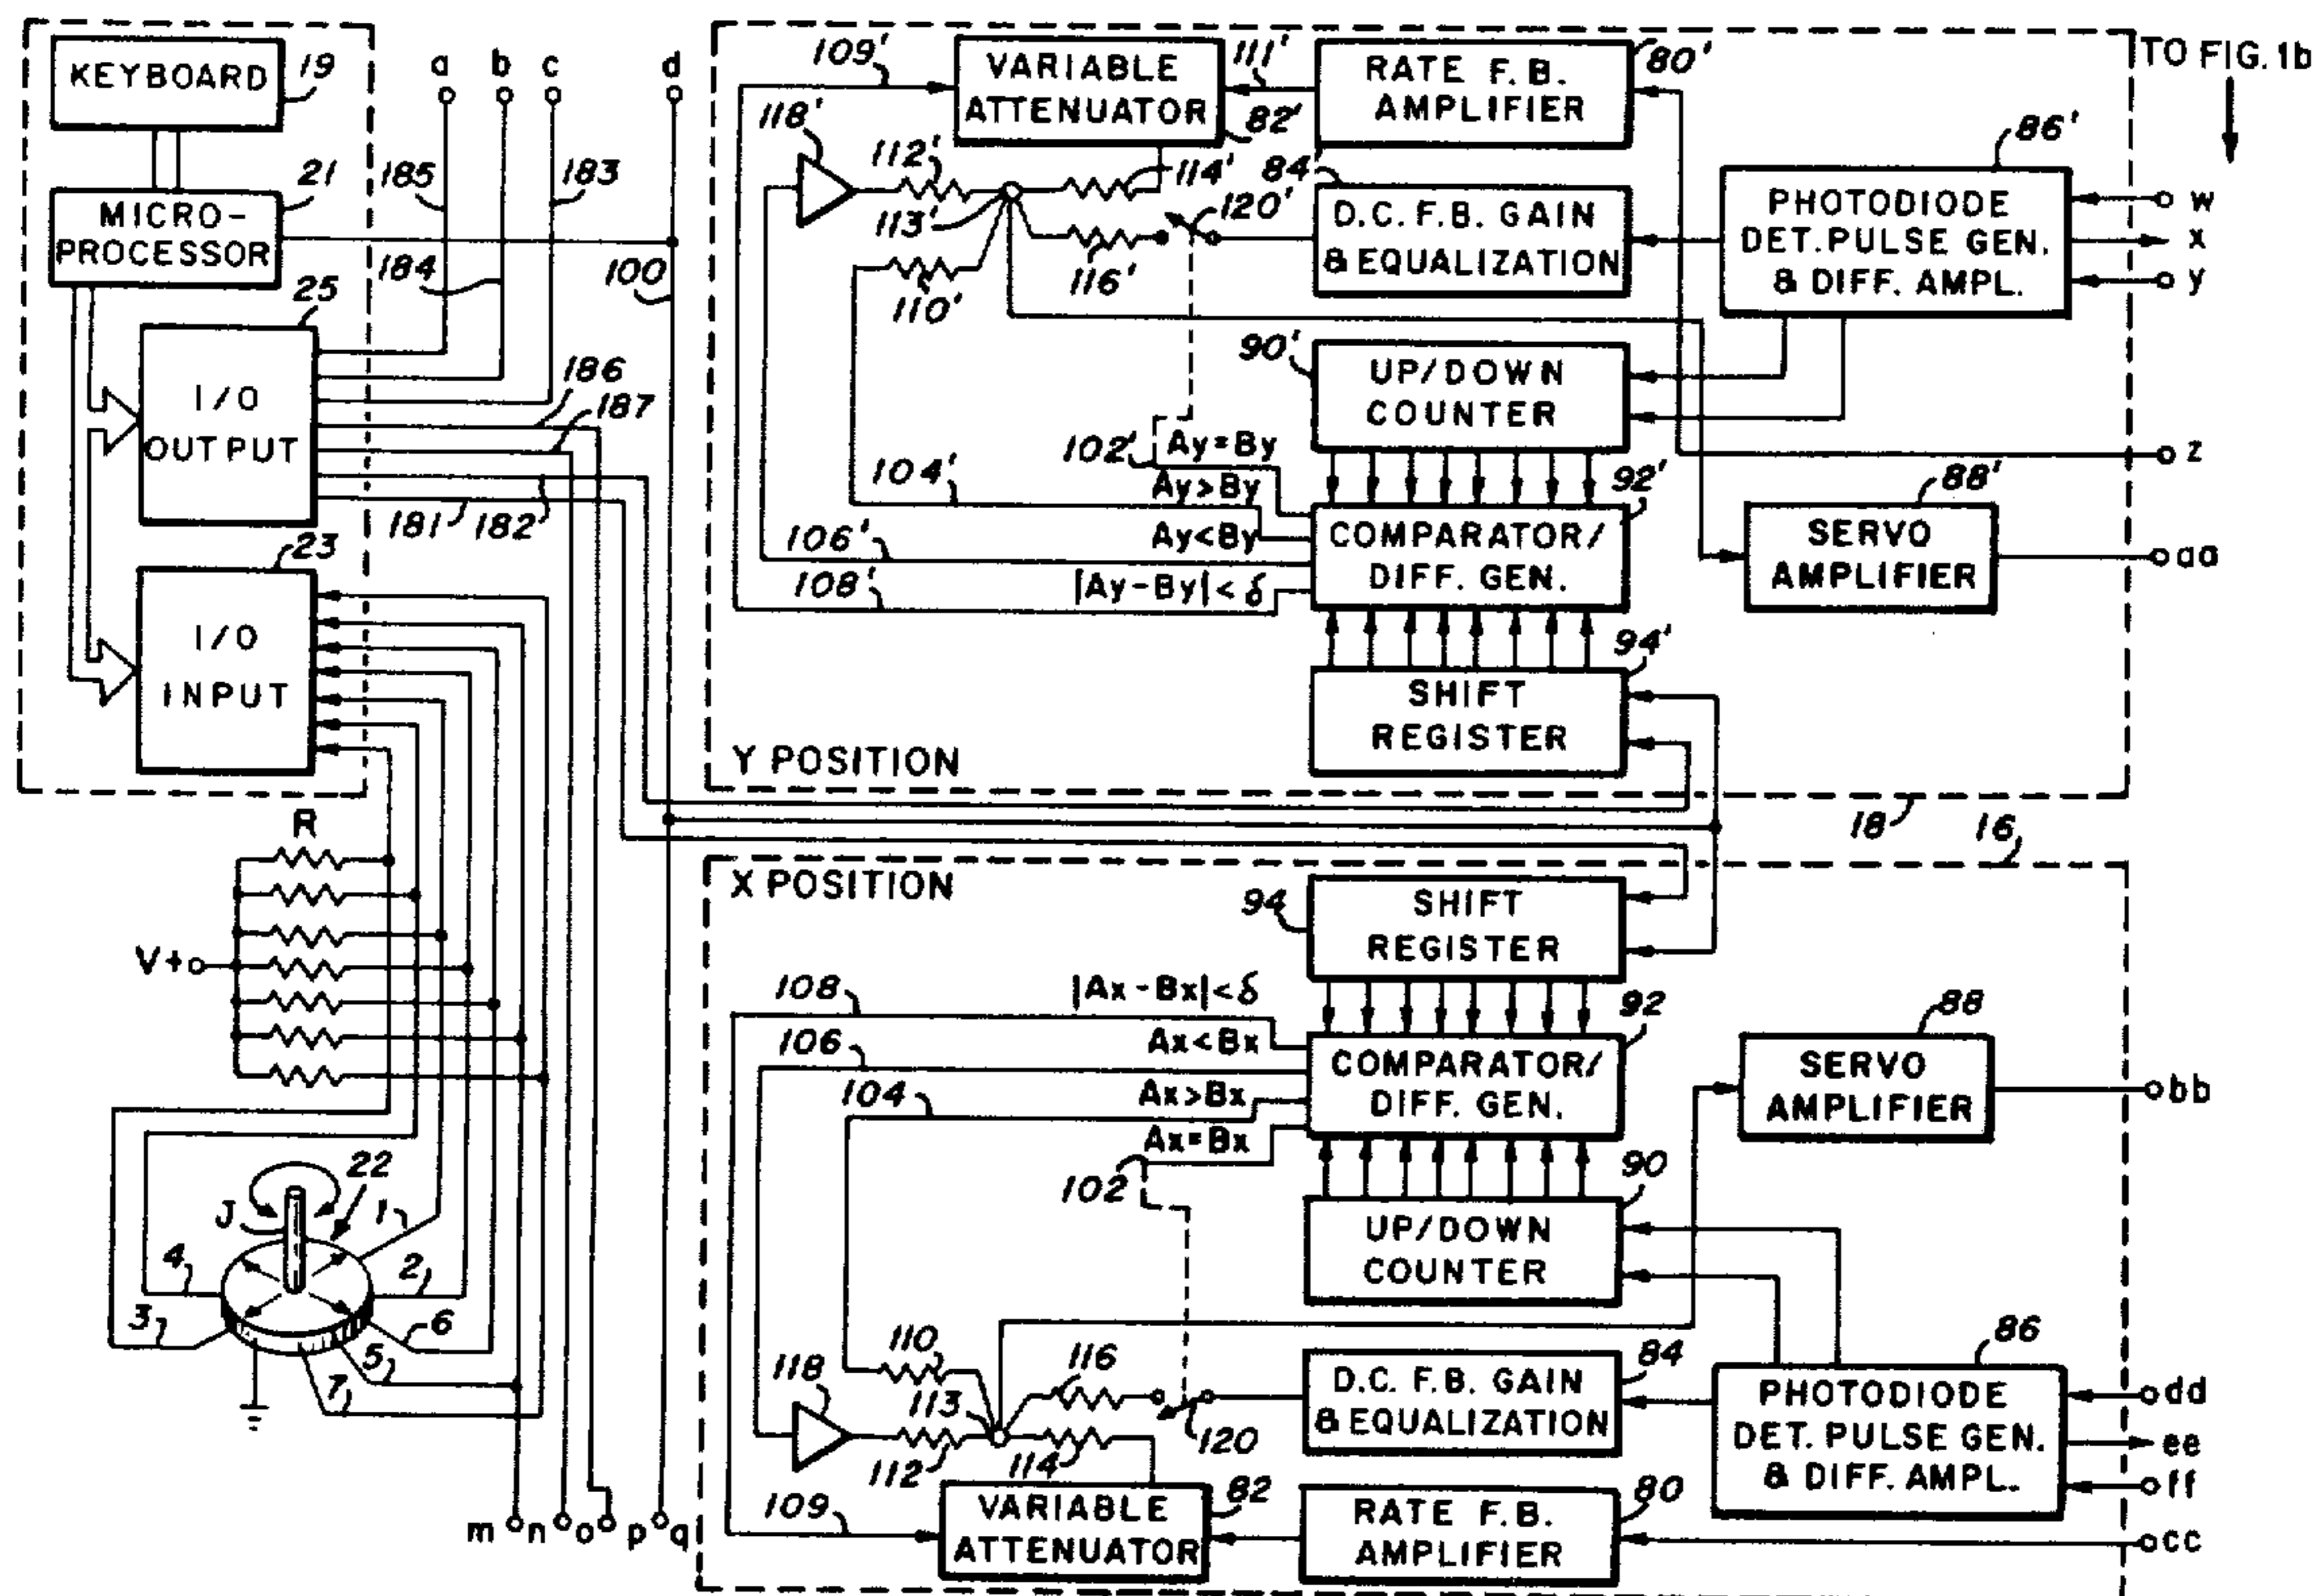 KEYBOARD
19
MICRO-
PROCESSOR
21
185
184
183
100
a
b
c
d
25
I/O
OUTPUT
186
187
181
182
23
I/O
INPUT
R
V+
J
22
1
2
3
4
5
6
7
m
n
o
p
q
TO FIG. 1b
109'
VARIABLE
ATTENUATOR
82'
111'
RATE F.B.
AMPLIFIER
80'
118'
112'
113'
114'
116'
110'
120'
84'
D.C. F.B. GAIN
& EQUALIZATION
86'
PHOTODIODE
DET. PULSE GEN.
& DIFF. AMPL.
w
x
y
90'
UP/DOWN
COUNTER
102'
Ay=By
104'
Ay>By
106'
Ay<By
108'
|Ay-By|<δ
92'
COMPARATOR/
DIFF. GEN.
z
88'
SERVO
AMPLIFIER
aa
94'
SHIFT
REGISTER
Y POSITION
18
16
X POSITION
94
SHIFT
REGISTER
108
|Ax-Bx|<δ
106
Ax<Bx
104
Ax>Bx
Ax=Bx
102
92
COMPARATOR/
DIFF. GEN.
88
SERVO
AMPLIFIER
bb
90
UP/DOWN
COUNTER
110
116
118
113
112
114
120
84
D.C. F.B. GAIN
& EQUALIZATION
86
PHOTODIODE
DET. PULSE GEN.
& DIFF. AMPL.
dd
ee
ff
109
VARIABLE
ATTENUATOR
82
RATE F.B.
AMPLIFIER
80
cc